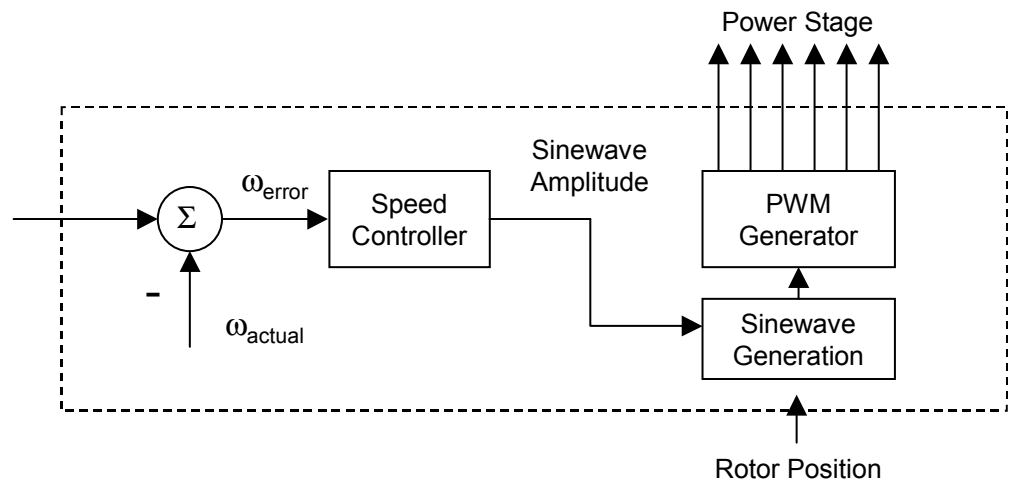 Power Stage
Sinewave
Amplitude
ω_error
Σ
Speed
Controller
PWM
Generator
-
ω_actual
Sinewave
Generation
Rotor Position